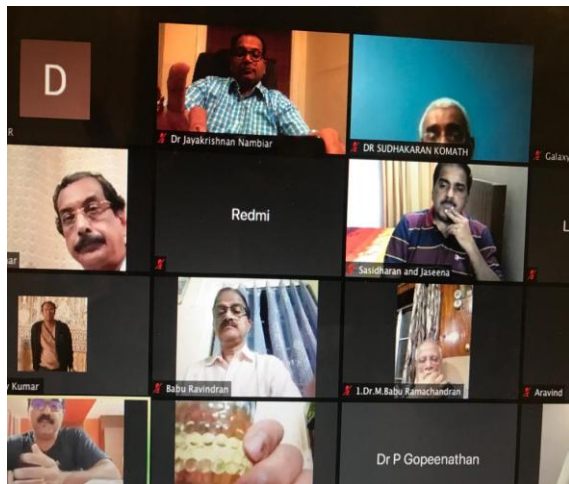 D
R
Dr Jayakrishnan Nambiar
DR SUDHAKARAN KOMATH
Galaxy
ar
Redmi
Sasidharan and Jaseena
L
y Kumar
Babu Ravindran
1.Dr.M.Babu Ramachandran
Aravind
Dr P Gopeenathan